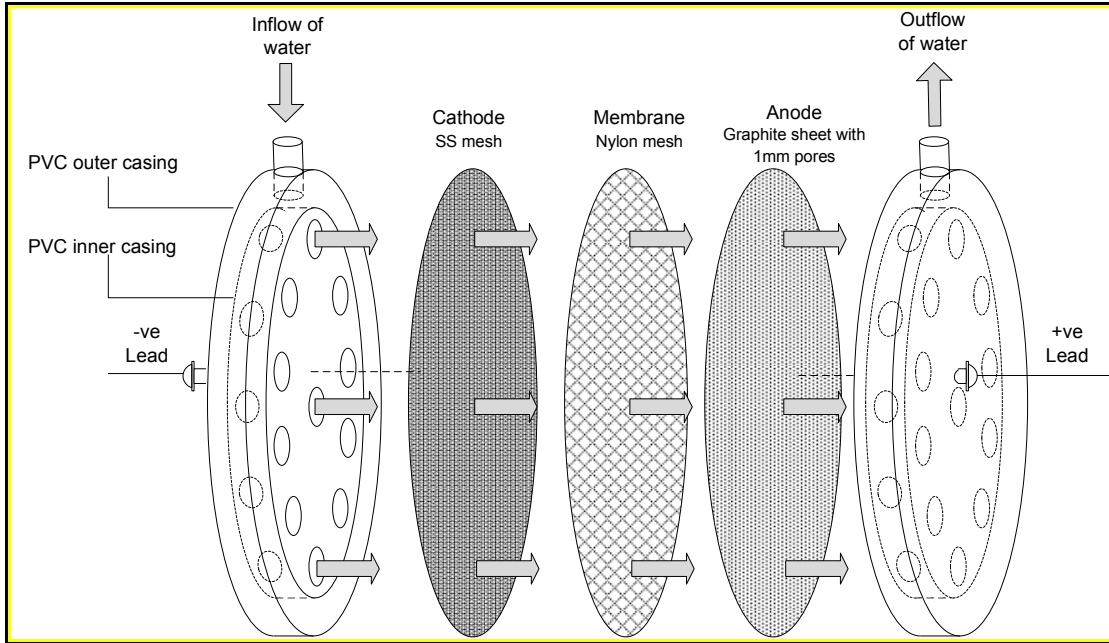 Inflow of
water
Outflow
of water
Cathode
SS mesh
Membrane
Nylon mesh
Anode
Graphite sheet with
1mm pores
PVC outer casing
PVC inner casing
-ve
Lead
+ve
Lead